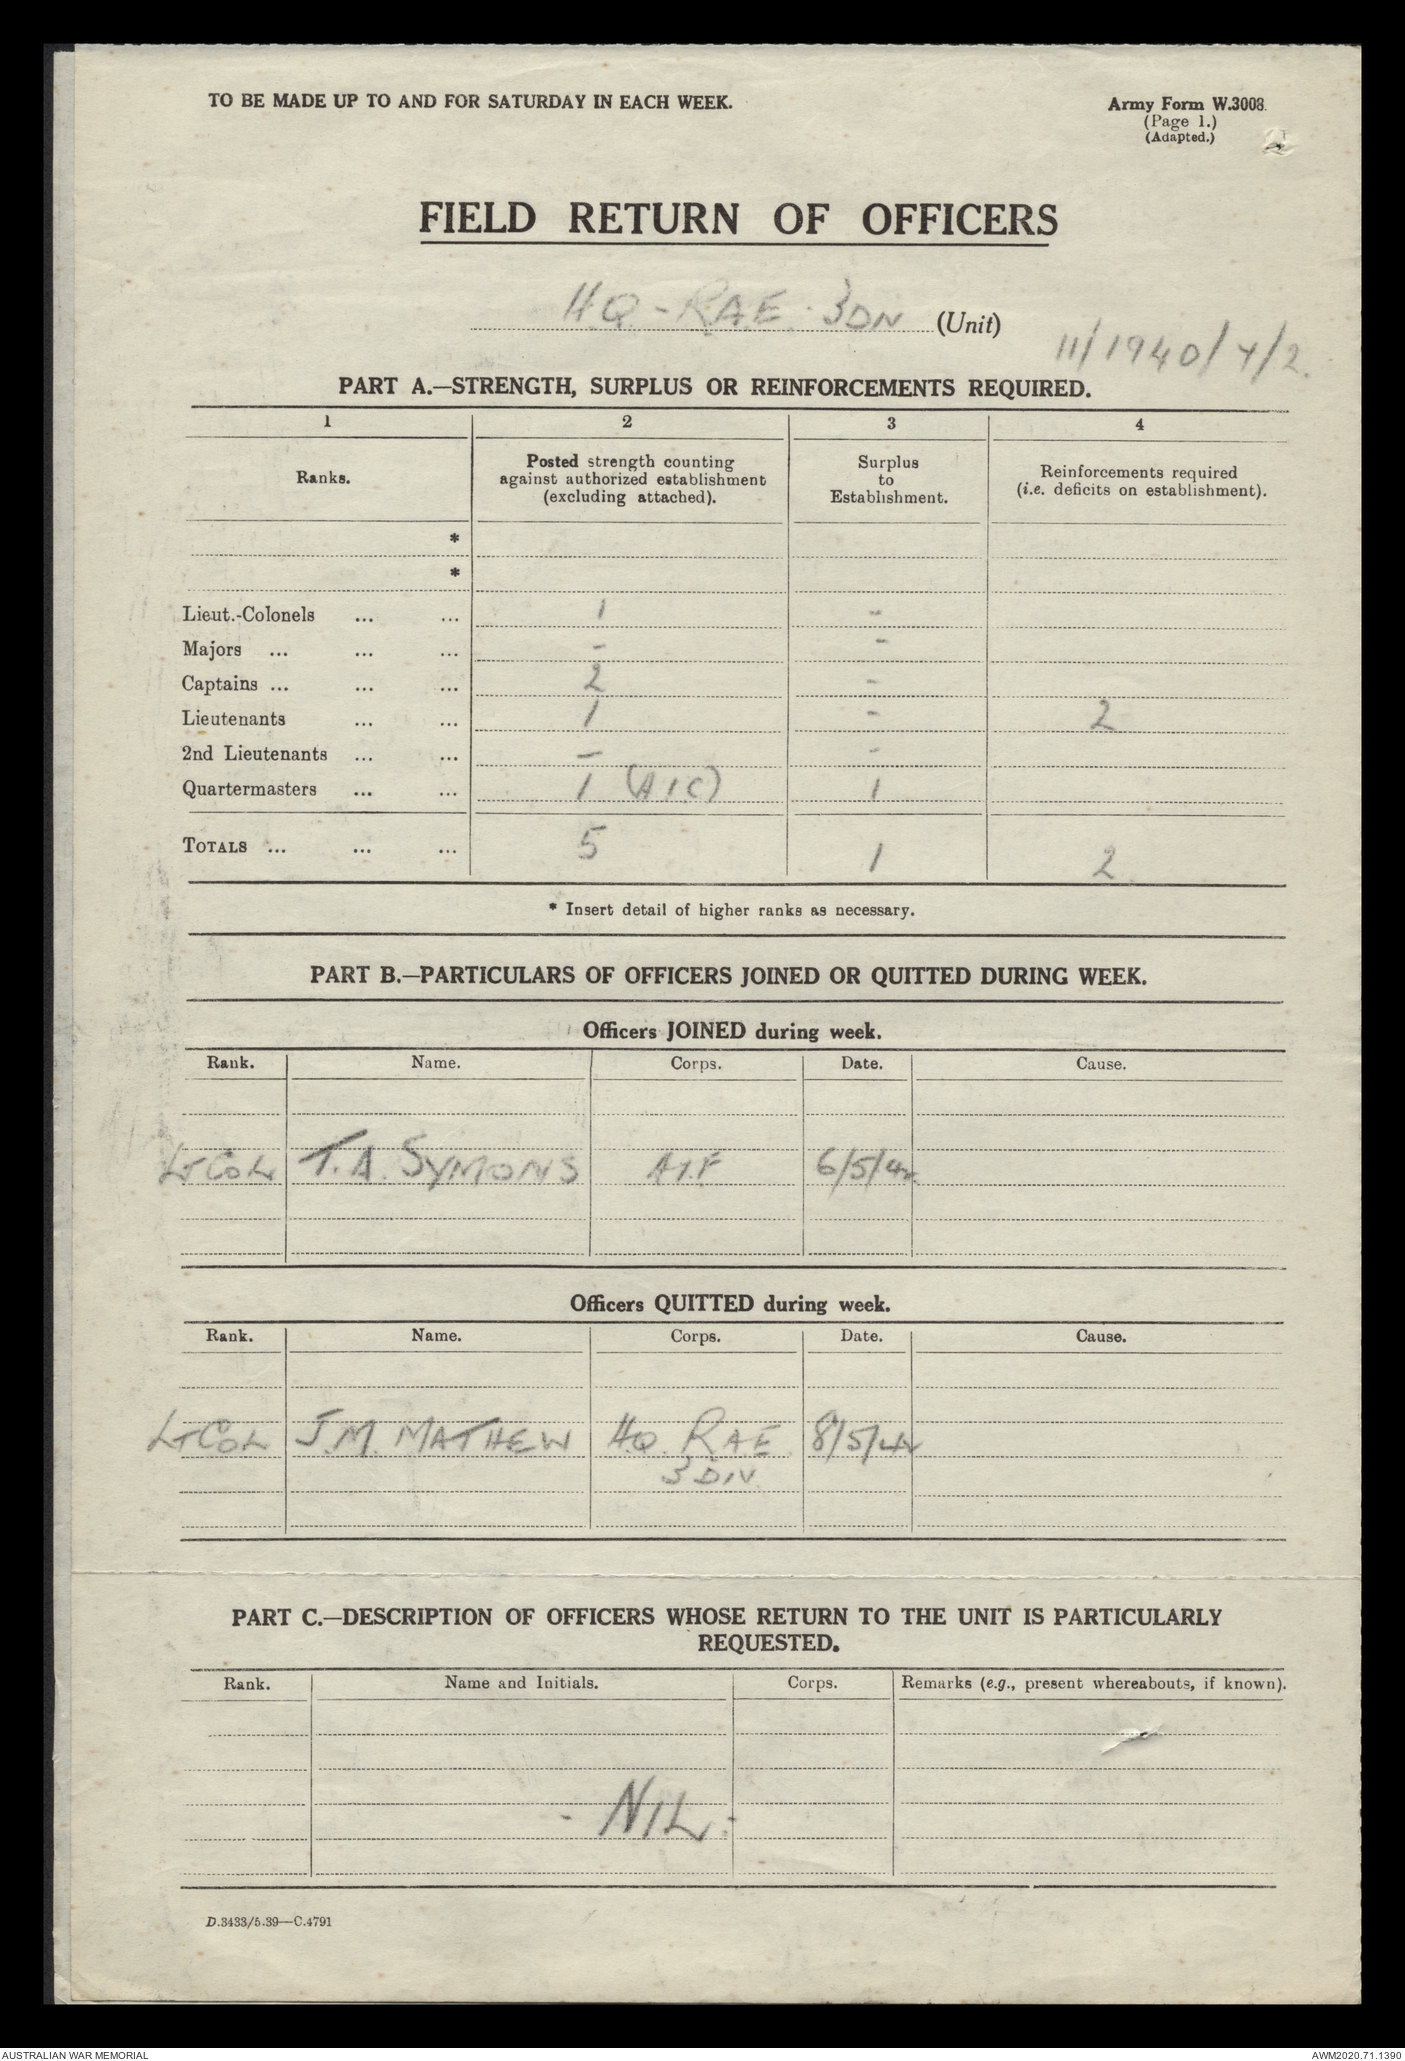 TO BE MADE UP TO AND FOR SATURDAY IN EACH WEEK.
Army Form W.3008.
(Page 1.)
(Adapted.)
FIELD RETURN OF OFFICERS
H.Q - R.A.E. 3DN (Unit)
11/1940/4/2.
PART A.—STRENGTH, SURPLUS OR REINFORCEMENTS REQUIRED.
1 2 3 4
Ranks.
Posted strength counting
against authorized establishment
(excluding attached).
Surplus
to
Establishment.
Reinforcements required
(i.e. deficits on establishment).
*
*
Lieut.-Colonels ... ... 1 -
Majors ... ... ... - -
Captains ... ... ... 2 -
Lieutenants ... ... 1 - 2
2nd Lieutenants ... ... - -
Quartermasters ... ... 1 (AIC) 1
TOTALS ... ... ... 5 1 2
* Insert detail of higher ranks as necessary.
PART B.—PARTICULARS OF OFFICERS JOINED OR QUITTED DURING WEEK.
Officers JOINED during week.
Rank. Name. Corps. Date. Cause.
LT COL T. A. SYMONS A.I.F 6/5/42
Officers QUITTED during week.
Rank. Name. Corps. Date. Cause.
LT COL J.M. MATHEW H.Q. RAE 8/5/42
3 DIV.
PART C.—DESCRIPTION OF OFFICERS WHOSE RETURN TO THE UNIT IS PARTICULARLY
REQUESTED.
Rank. Name and Initials. Corps. Remarks (e.g., present whereabouts, if known).
- NIL -
D.3433/5.39—C.4791
AUSTRALIAN WAR MEMORIAL
AWM2020.71.1390